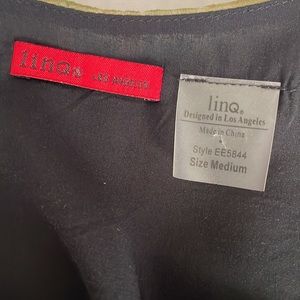 linQ®
LOS ANGELES
linQ®
Designed in Los Angeles
Made in China
Style EE5844
Size Medium